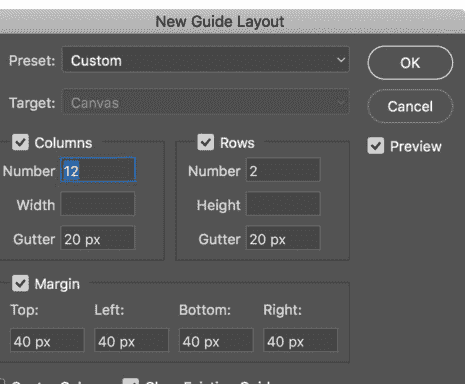 New Guide Layout
Preset: Custom
OK
Target: Canvas
Cancel
Columns
Rows
Preview
Number 12
Number 2
Width
Height
Gutter 20 px
Gutter 20 px
Margin
Top: Left: Bottom: Right:
40 px 40 px 40 px 40 px